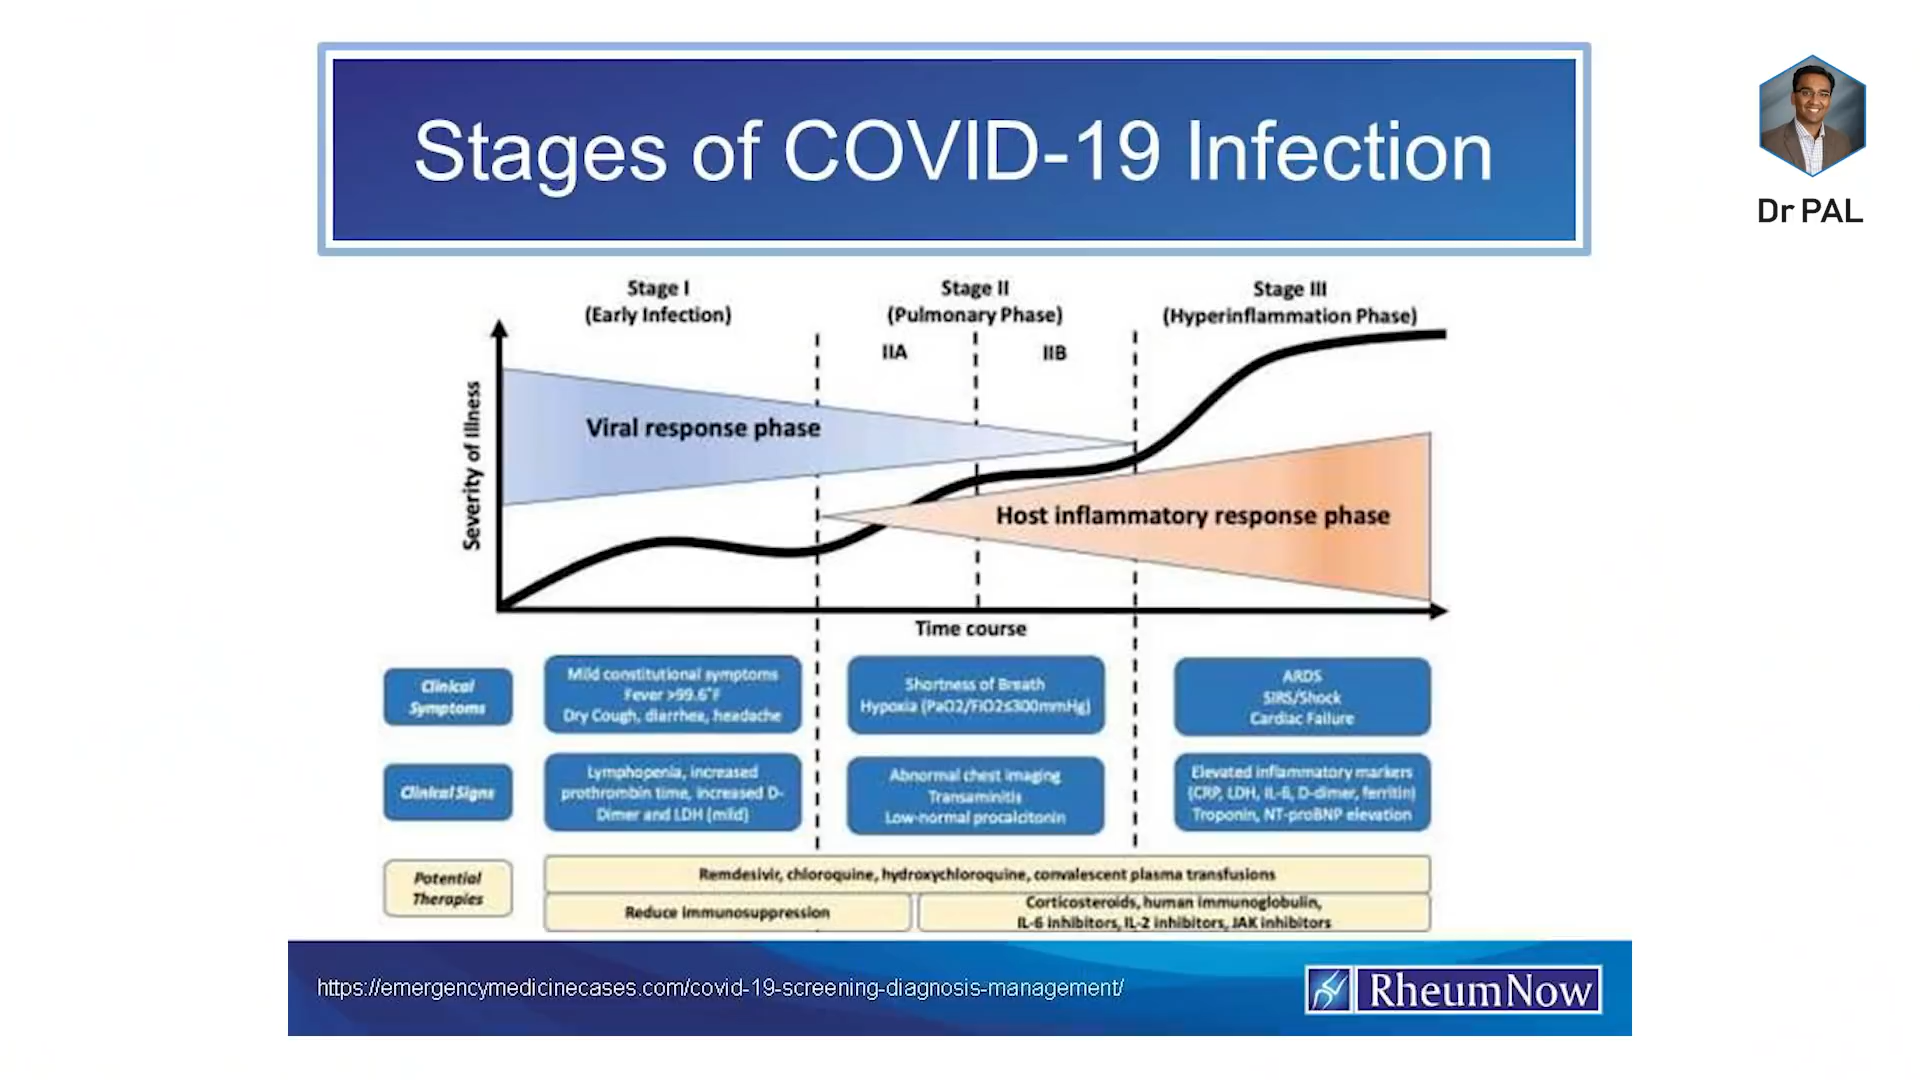 Stages of COVID-19 Infection
Dr PAL
Stage I
(Early Infection)
Stage II
(Pulmonary Phase)
Stage III
(Hyperinflammation Phase)
IIA
IIB
Severity of Illness
Viral response phase
Host inflammatory response phase
Time course
Clinical
Symptoms
Mild constitutional symptoms
Fever >99.6°F
Dry Cough, diarrhea, headache
Shortness of Breath
Hypoxia (PaO2/FiO2≤300mmHg)
ARDS
SIRS/Shock
Cardiac Failure
Clinical Signs
Lymphopenia, increased
prothrombin time, increased D-
Dimer and LDH (mild)
Abnormal chest imaging
Transaminitis
Low-normal procalcitonin
Elevated inflammatory markers
(CRP, LDH, IL-6, D-dimer, ferritin)
Troponin, NT-proBNP elevation
Potential
Therapies
Remdesivir, chloroquine, hydroxychloroquine, convalescent plasma transfusions
Reduce immunosuppression
Corticosteroids, human immunoglobulin,
IL-6 inhibitors, IL-2 inhibitors, JAK inhibitors
https://emergencymedicinecases.com/covid-19-screening-diagnosis-management/
RheumNow